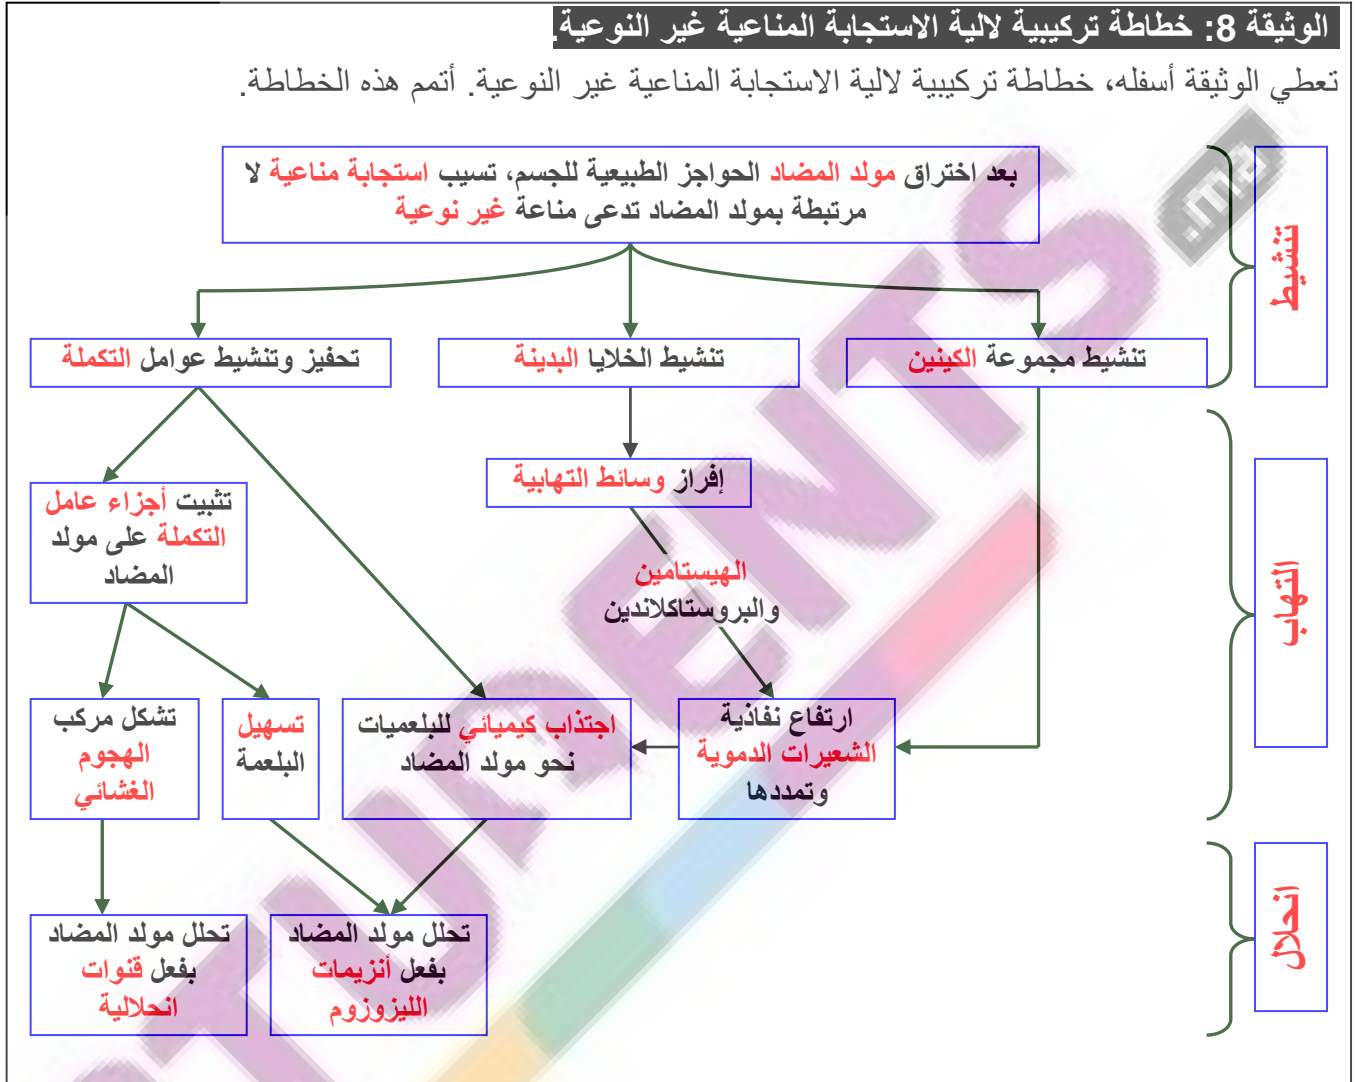 الوثيقة 8: خطاطة تركيبية لالية الاستجابة المناعية غير النوعية.
تعطي الوثيقة أسفله، خطاطة تركيبية لالية الاستجابة المناعية غير النوعية. أتمم هذه الخطاطة.
بعد اختراق مولد المضاد الحواجز الطبيعية للجسم، تسبب استجابة مناعية لا
مرتبطة بمولد المضاد تدعى مناعة غير نوعية
تنشيط
تنشيط مجموعة الكينين
تنشيط الخلايا البدينة
تحفيز وتنشيط عوامل التكملة
إفراز وسائط التهابية
تثبيت أجزاء عامل
التكملة على مولد
المضاد
الهيستامين
والبروستاكلاندين
التهاب
ارتفاع نفاذية
الشعيرات الدموية
وتمددها
اجتذاب كيميائي للبلعميات
نحو مولد المضاد
تسهيل
البلعمة
تشكل مركب
الهجوم
الغشائي
انحلال
تحلل مولد المضاد
بفعل أنزيمات
الليزوزوم
تحلل مولد المضاد
بفعل قنوات
انحلالية
STUDENTS
.ma